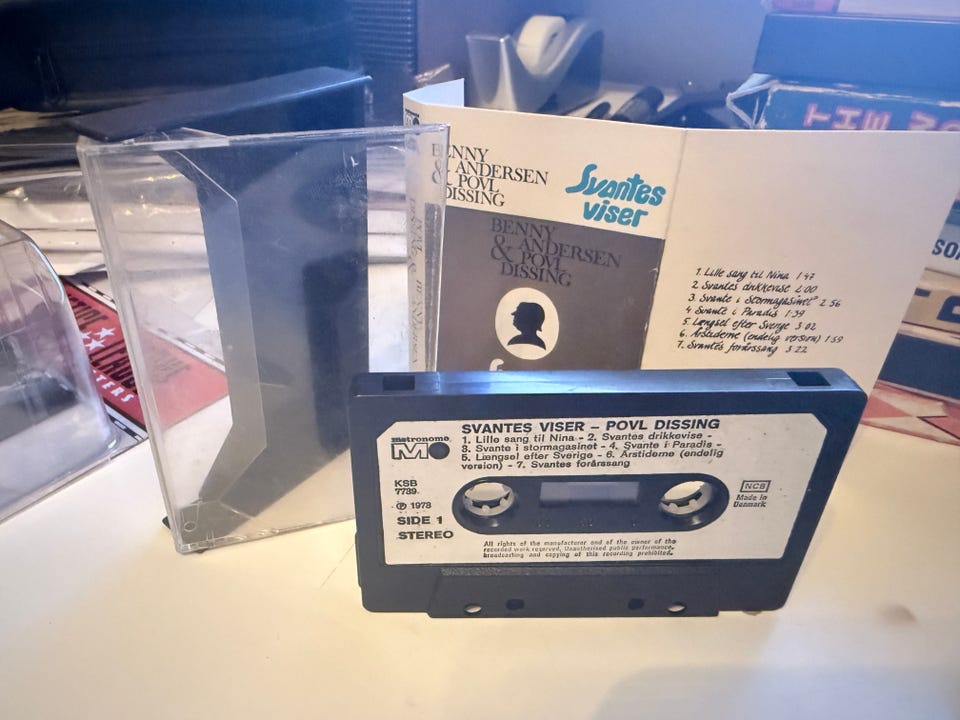 BENNY
& ANDERSEN
POVL
DISSING
Svantes
viser
BENNY
& ANDERSEN
POVL
DISSING
1. Lille sang til Nina 1 47
2 Svantes drikkevise 2 00
3. Svante i Stormagasinet 2 56
4 Svante i Paradis 1 39
5. Længsel efter Sverige 3 02
6. Årstiderne (endelig version) 1 59
7. Svantes forårssang 3 22
THE
SVANTES VISER – POVL DISSING
metronome
1. Lille sang til Nina - 2. Svantes drikkevise -
3. Svante i stormagasinet - 4. Svante i Paradis -
5. Længsel efter Sverige - 6. Årstiderne (endelig
version) - 7. Svantes forårssang
KSB
7739
℗ 1978
SIDE 1
STEREO
NCB
Made in
Denmark
All rights of the manufacturer and of the owner of the
recorded work reserved. Unauthorised public performance,
broadcasting and copying of this recording prohibited.